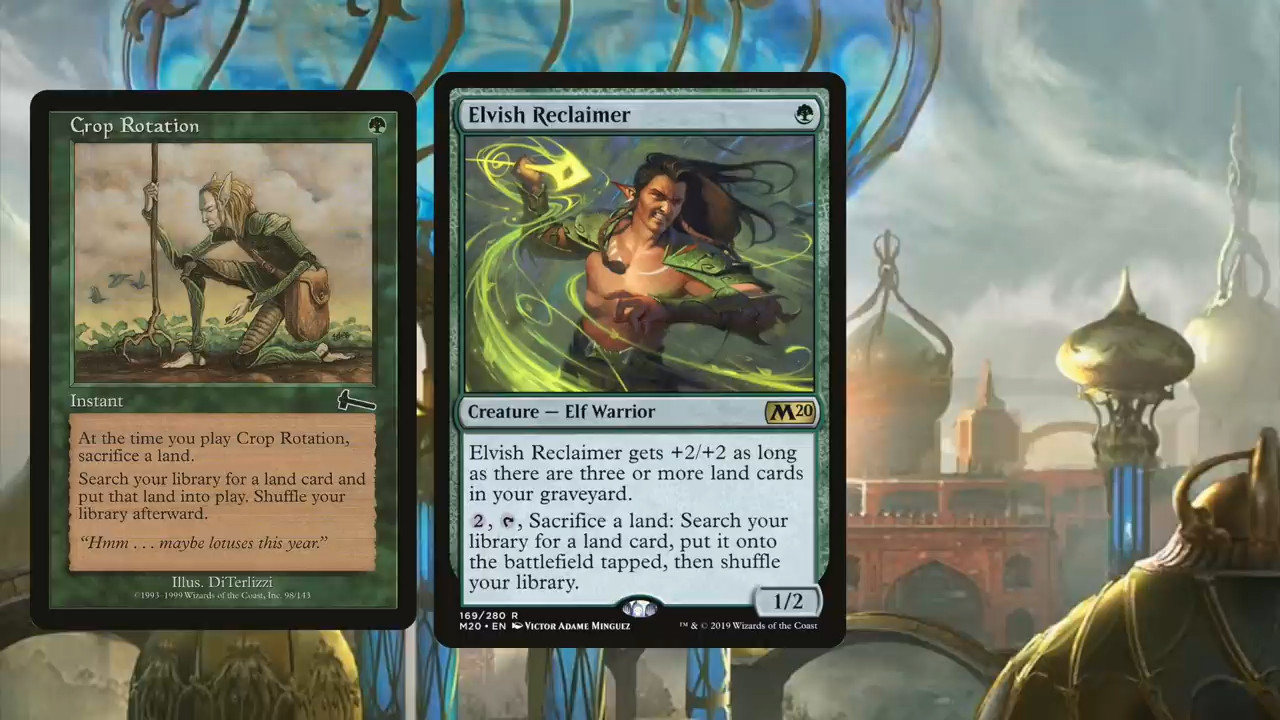 Crop Rotation
Instant
At the time you play Crop Rotation,
sacrifice a land.
Search your library for a land card and
put that land into play. Shuffle your
library afterward.
"Hmm . . . maybe lotuses this year."
Illus. DiTerlizzi
©1993-1999 Wizards of the Coast, Inc. 98/143
Elvish Reclaimer
Creature — Elf Warrior
M20
Elvish Reclaimer gets +2/+2 as long
as there are three or more land cards
in your graveyard.
2, , Sacrifice a land: Search your
library for a land card, put it onto
the battlefield tapped, then shuffle
your library.
1/2
169/280 R
M20 • EN Victor Adame Minguez
™ & © 2019 Wizards of the Coast